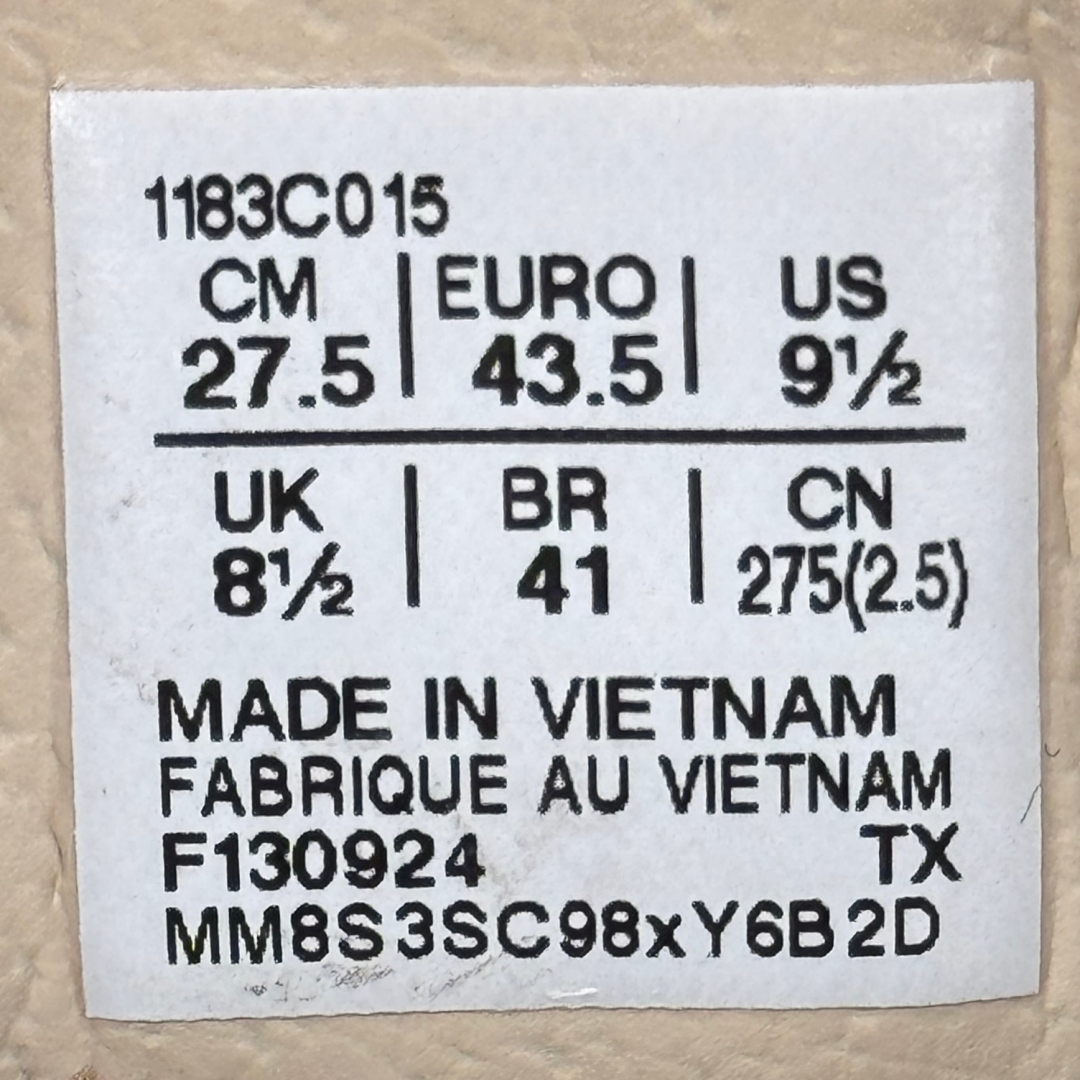 1183C015
CM | EURO | US
27.5 | 43.5 | 9½
UK | BR | CN
8½ | 41 | 275(2.5)
MADE IN VIETNAM
FABRIQUE AU VIETNAM
F130924 TX
MM8S3SC98xY6B2D